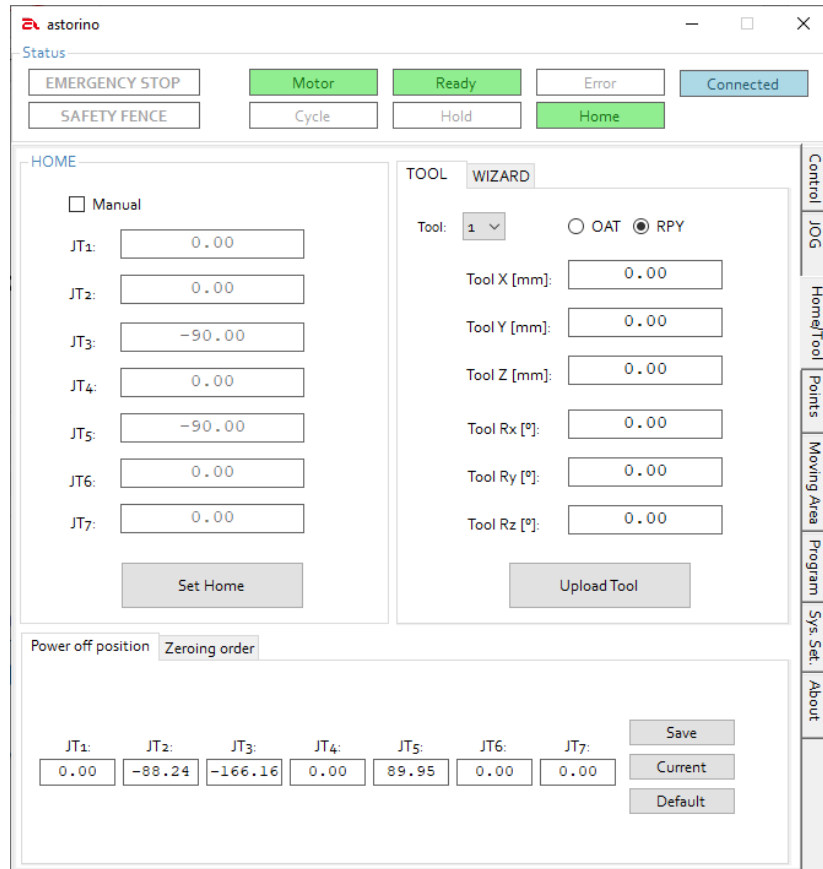 astorino
Status
EMERGENCY STOP Motor Ready Error Connected
SAFETY FENCE Cycle Hold Home
HOME
Manual
JT1: 0.00
JT2: 0.00
JT3: -90.00
JT4: 0.00
JT5: -90.00
JT6: 0.00
JT7: 0.00
Set Home
TOOL WIZARD
Tool: 1 OAT RPY
Tool X [mm]: 0.00
Tool Y [mm]: 0.00
Tool Z [mm]: 0.00
Tool Rx [º]: 0.00
Tool Ry [º]: 0.00
Tool Rz [º]: 0.00
Upload Tool
Power off position Zeroing order
JT1: JT2: JT3: JT4: JT5: JT6: JT7:
0.00 -88.24 -166.16 0.00 89.95 0.00 0.00
Save
Current
Default
Control
JOG
Home/Tool
Points
Moving Area
Program
Sys. Set.
About